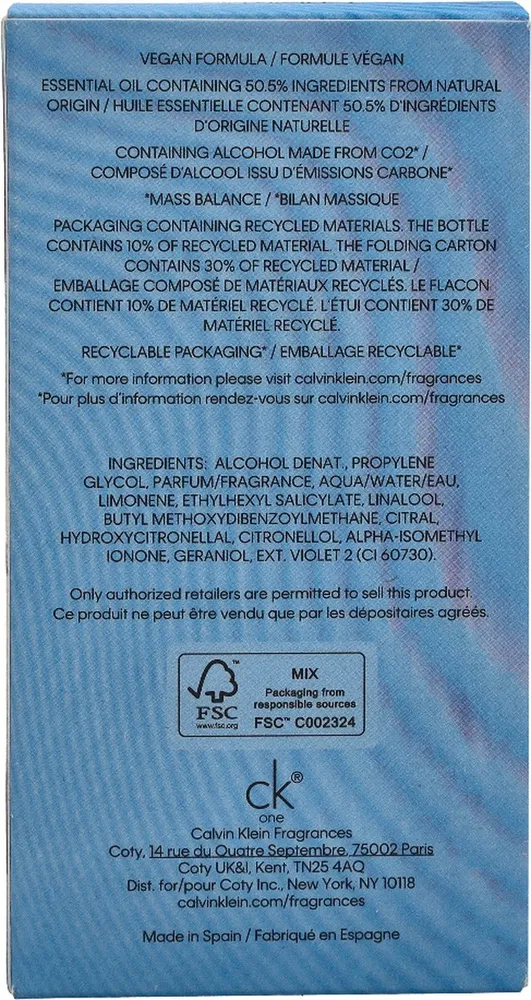 VEGAN FORMULA / FORMULE VÉGAN
ESSENTIAL OIL CONTAINING 50.5% INGREDIENTS FROM NATURAL
ORIGIN / HUILE ESSENTIELLE CONTENANT 50.5% D'INGRÉDIENTS
D'ORIGINE NATURELLE
CONTAINING ALCOHOL MADE FROM CO2* /
COMPOSÉ D'ALCOOL ISSU D'ÉMISSIONS CARBONE*
*MASS BALANCE / *BILAN MASSIQUE
PACKAGING CONTAINING RECYCLED MATERIALS. THE BOTTLE
CONTAINS 10% OF RECYCLED MATERIAL. THE FOLDING CARTON
CONTAINS 30% OF RECYCLED MATERIAL /
EMBALLAGE COMPOSÉ DE MATÉRIAUX RECYCLÉS. LE FLACON
CONTIENT 10% DE MATÉRIEL RECYCLÉ. L'ÉTUI CONTIENT 30% DE
MATÉRIEL RECYCLÉ.
RECYCLABLE PACKAGING* / EMBALLAGE RECYCLABLE*
*For more information please visit calvinklein.com/fragrances
*Pour plus d'information rendez-vous sur calvinklein.com/fragrances
INGREDIENTS: ALCOHOL DENAT., PROPYLENE
GLYCOL, PARFUM/FRAGRANCE, AQUA/WATER/EAU,
LIMONENE, ETHYLHEXYL SALICYLATE, LINALOOL,
BUTYL METHOXYDIBENZOYLMETHANE, CITRAL,
HYDROXYCITRONELLAL, CITRONELLOL, ALPHA-ISOMETHYL
IONONE, GERANIOL, EXT. VIOLET 2 (CI 60730).
Only authorized retailers are permitted to sell this product.
Ce produit ne peut être vendu que par les dépositaires agréés.
FSC
www.fsc.org
MIX
Packaging from
responsible sources
FSC™ C002324
ck®
one
Calvin Klein Fragrances
Coty, 14 rue du Quatre Septembre, 75002 Paris
Coty UK&I, Kent, TN25 4AQ
Dist. for/pour Coty Inc., New York, NY 10118
calvinklein.com/fragrances
Made in Spain / Fabriqué en Espagne